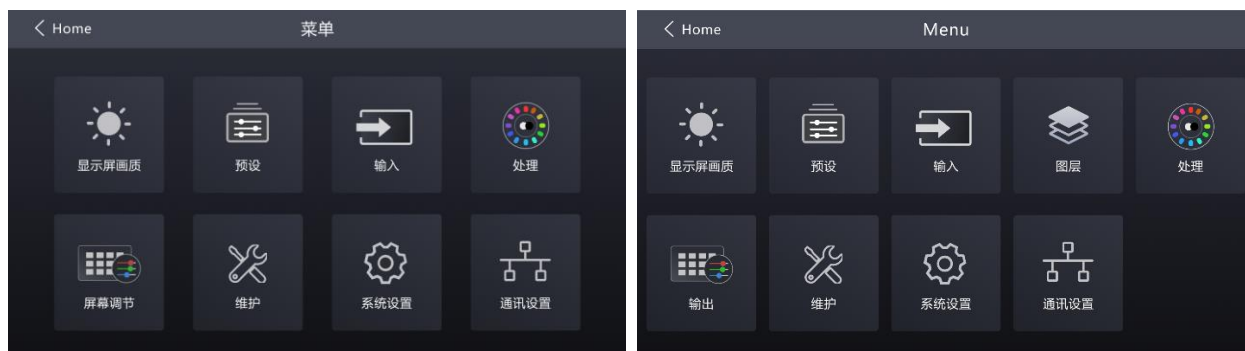 Home
菜单
显示屏画质
预设
输入
处理
屏幕调节
维护
系统设置
通讯设置
Home
Menu
显示屏画质
预设
输入
图层
处理
输出
维护
系统设置
通讯设置